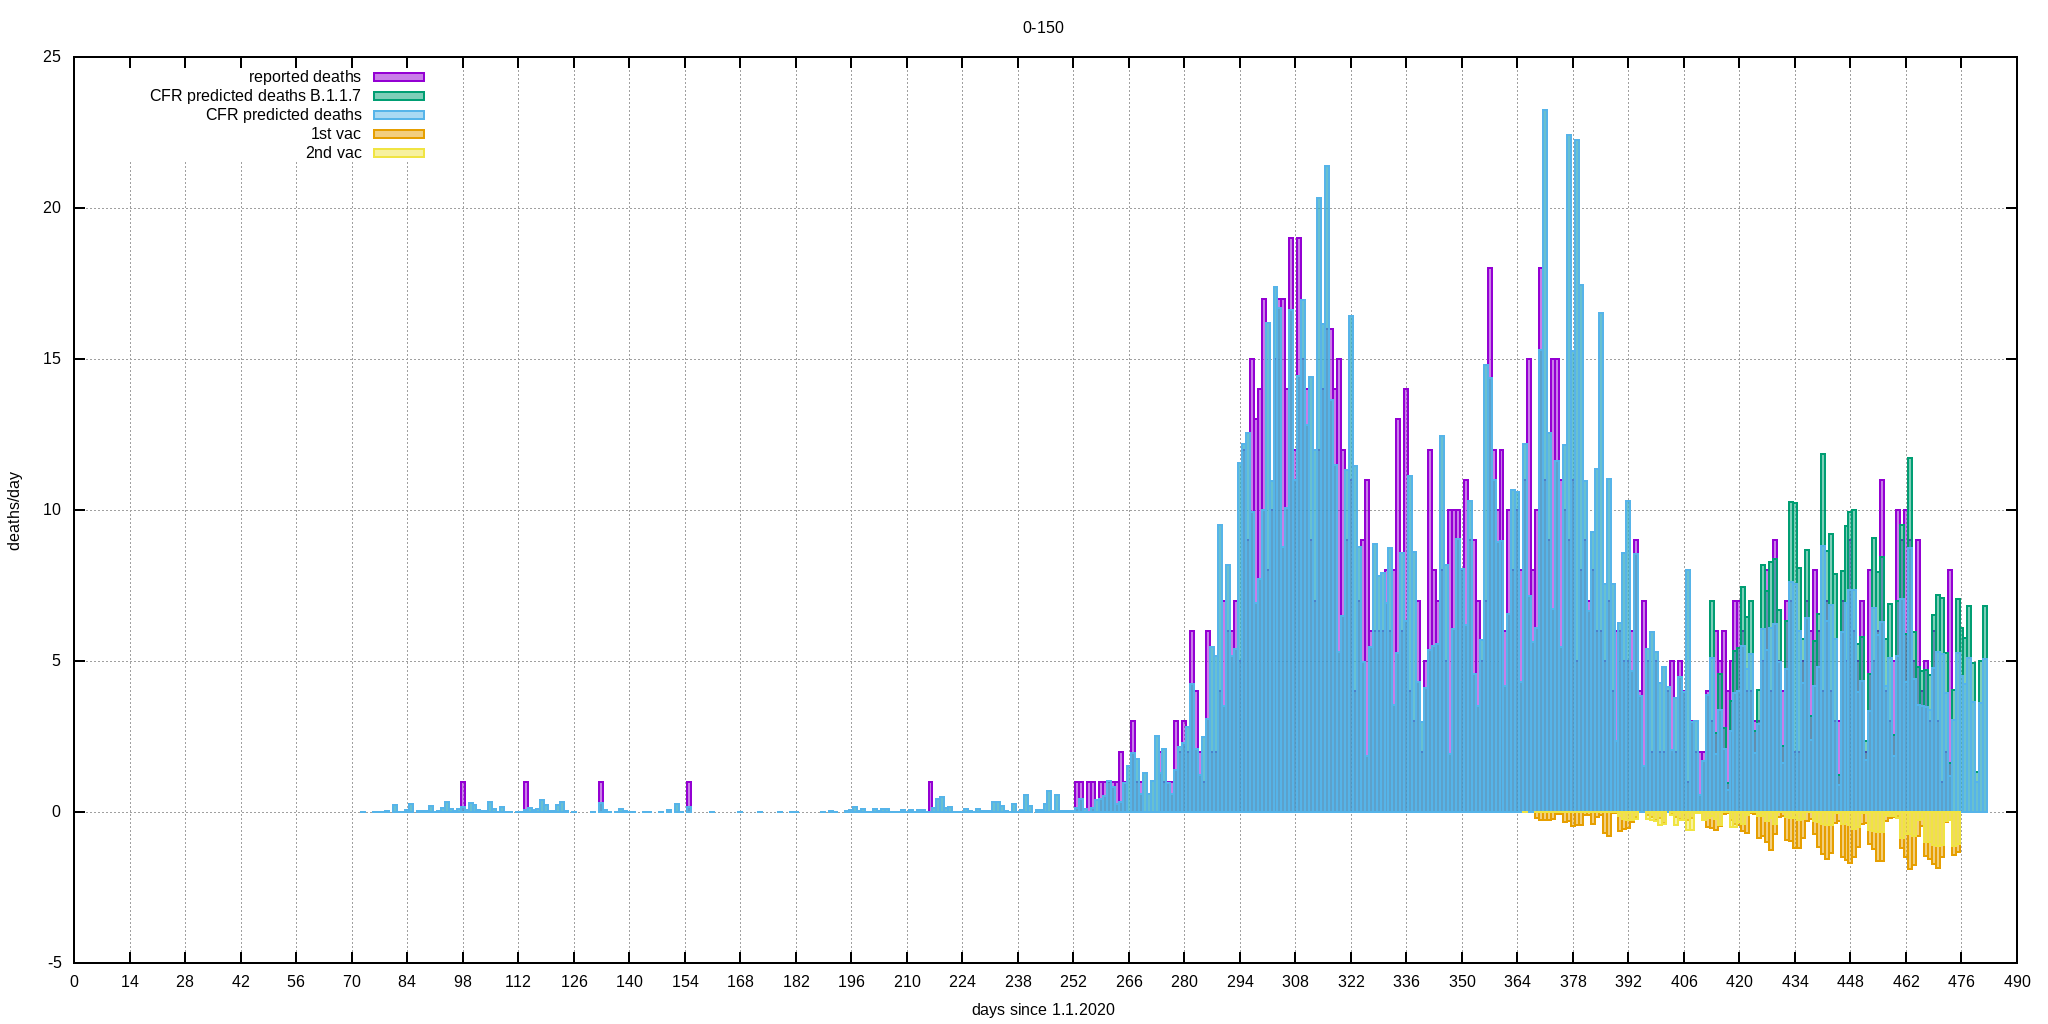 0-150
25
reported deaths
CFR predicted deaths B.1.1.7
CFR predicted deaths
1st vac
2nd vac
20
15
10
5
0
-5
deaths/day
0 14 28 42 56 70 84 98 112 126 140 154 168 182 196 210 224 238 252 266 280 294 308 322 336 350 364 378 392 406 420 434 448 462 476 490
days since 1.1.2020